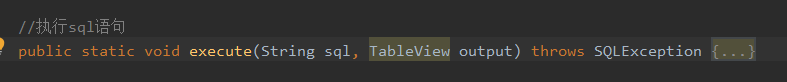 //执行sql语句
public static void execute(String sql, TableView output) throws SQLException {...}